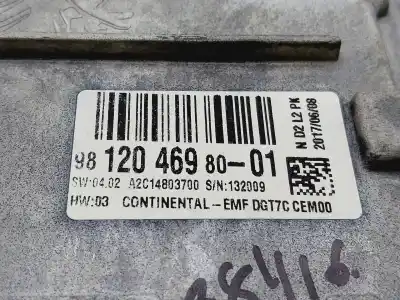 98 120 469 80-01
SW:04.02 A2C14803700 S/N:132009
HW:03 CONTINENTAL-EMF DGT7C CEM00
N D2 L2 PK
2017/06/08